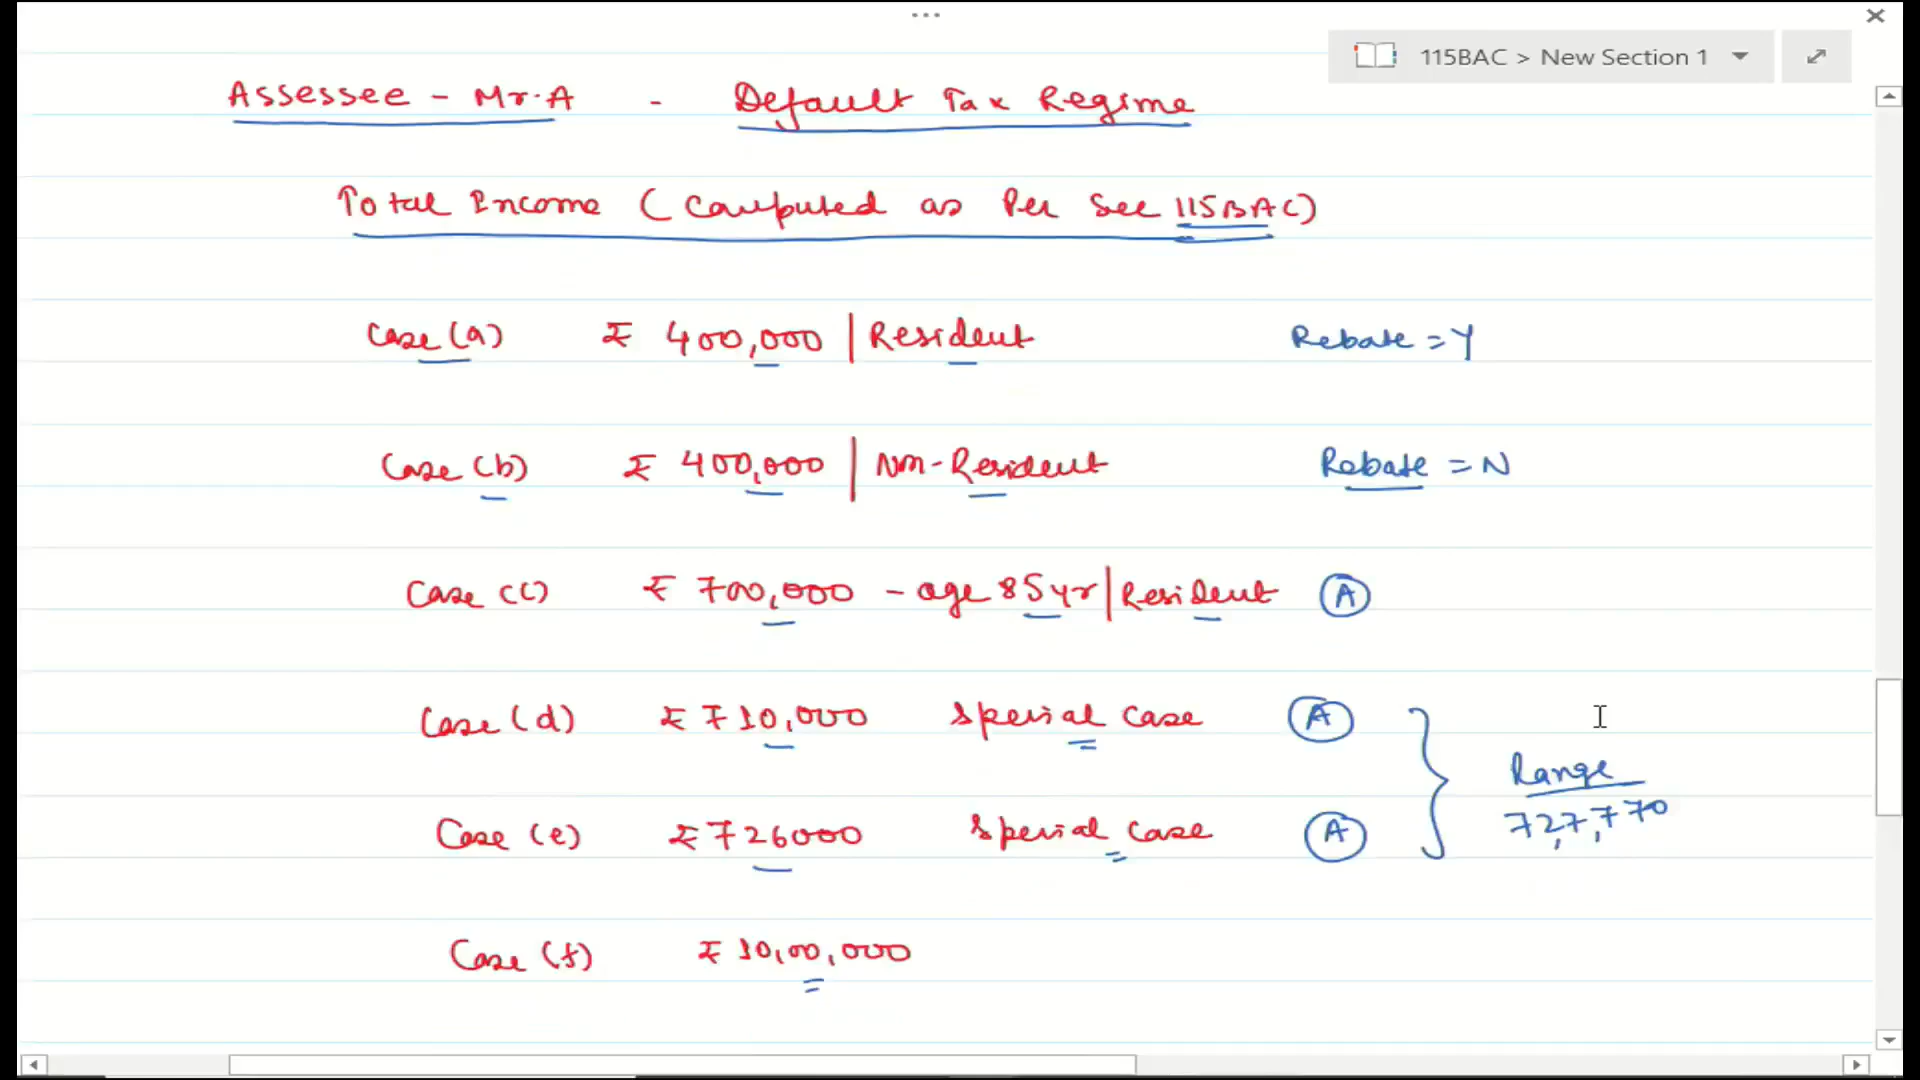 ...
115BAC > New Section 1
Assessee - Mr.A - Default Tax Regime
Total Income (Computed as Per Sec 115BAC)
Case (a) ₹ 400,000 | Resident Rebate = Y
Case (b) ₹ 400,000 | Non-Resident Rebate = N
Case (c) ₹ 700,000 - age 85yr | Resident A
Case (d) ₹ 710,000 Special Case A
Range
727,770
Case (e) ₹ 726000 Special Case A
Case (f) ₹ 10,00,000